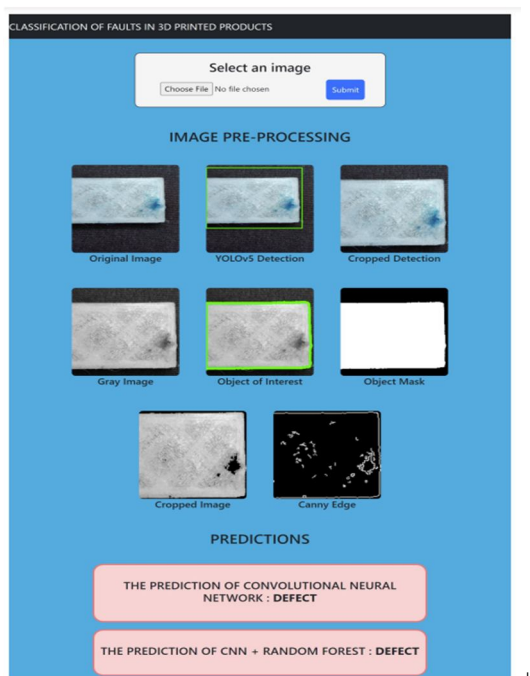 CLASSIFICATION OF FAULTS IN 3D PRINTED PRODUCTS
Select an image
Choose File No file chosen Submit
IMAGE PRE-PROCESSING
Original Image YOLOv5 Detection Cropped Detection
Gray Image Object of Interest Object Mask
Cropped Image Canny Edge
PREDICTIONS
THE PREDICTION OF CONVOLUTIONAL NEURAL
NETWORK : DEFECT
THE PREDICTION OF CNN + RANDOM FOREST : DEFECT